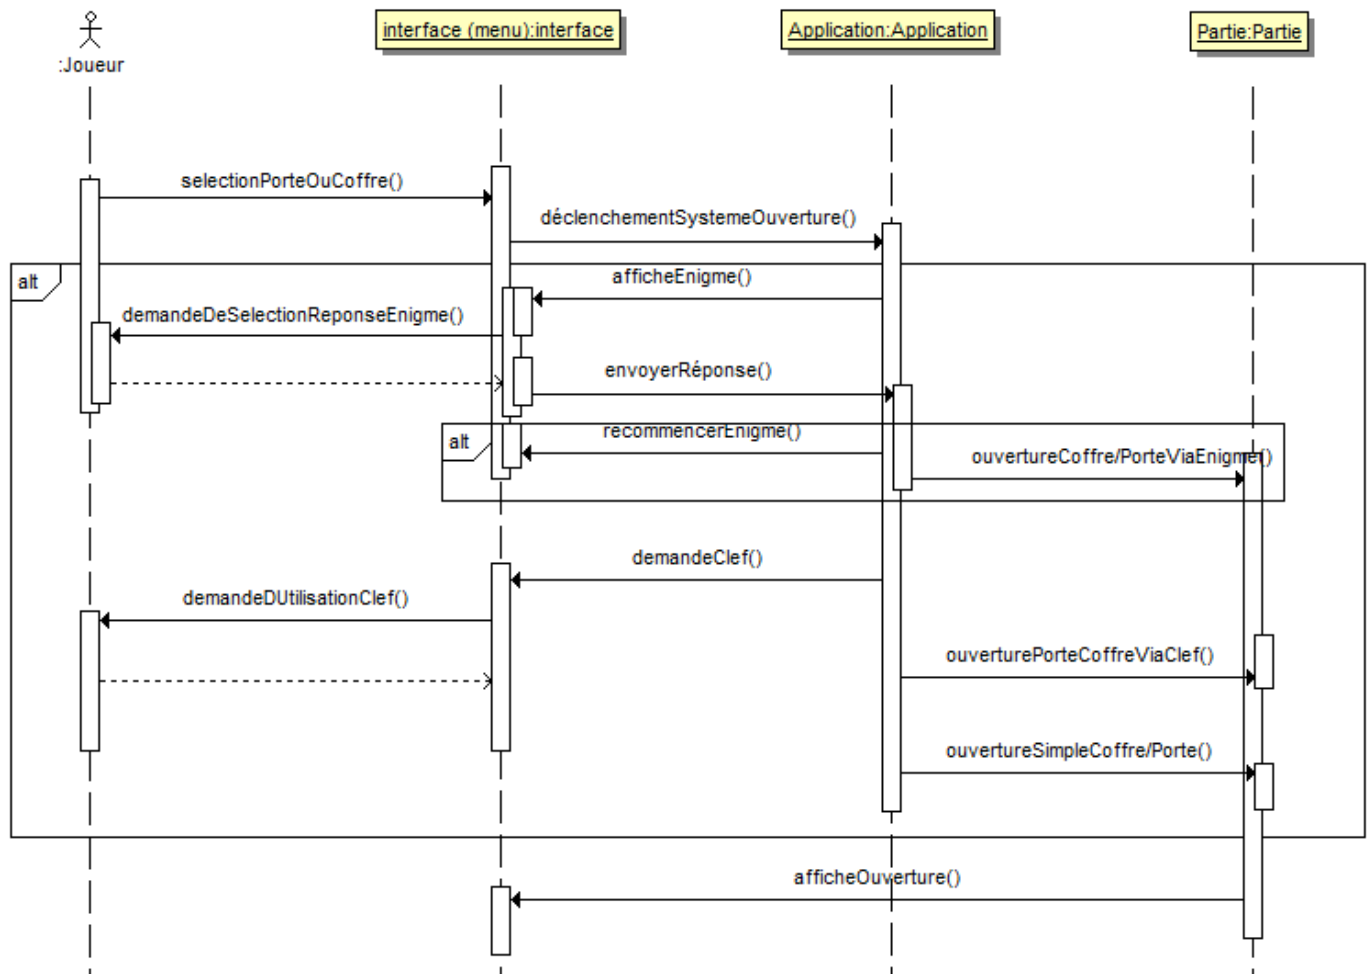 :Joueur
interface (menu):interface
Application:Application
Partie:Partie
selectionPorteOuCoffre()
déclenchementSystemeOuverture()
alt
afficheEnigme()
demandeDeSelectionReponseEnigme()
envoyerRéponse()
alt
recommencerEnigme()
ouvertureCoffre/PorteViaEnigme()
demandeClef()
demandeDUtilisationClef()
ouverturePorteCoffreViaClef()
ouvertureSimpleCoffre/Porte()
afficheOuverture()